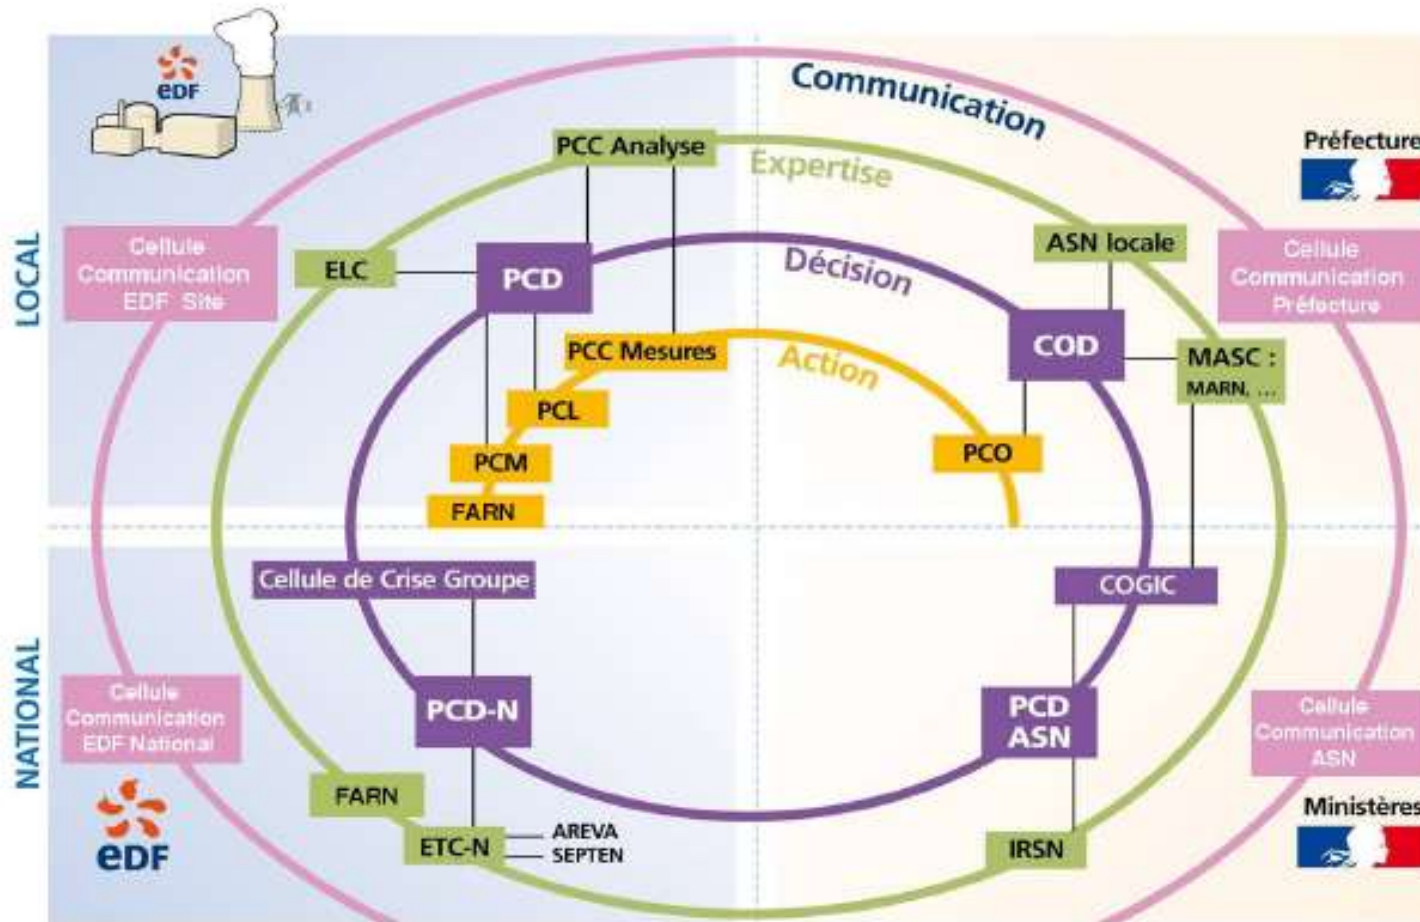 eDF
Communication
PCC Analyse
Expertise
Préfecture
LOCAL
Cellule
Communication
EDF Site
ELC
PCD
Décision
ASN locale
Cellule
Communication
Préfecture
PCC Mesures
Action
COD
MASC :
MARN, ...
PCL
PCM
PCO
FARN
NATIONAL
Cellule de Crise Groupe
COGIC
Cellule
Communication
EDF National
PCD-N
PCD
ASN
Cellule
Communication
ASN
FARN
eDF
ETC-N
AREVA
SEPTEN
IRSN
Ministères